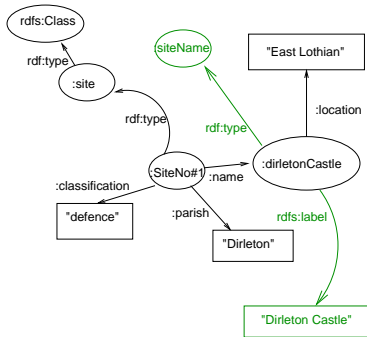 rdfs:Class
:siteName
"East Lothian"
rdf:type
:site
:location
rdf:type
rdf:type
:SiteNo#1
:name
:dirletonCastle
:classification
"defence"
:parish
"Dirleton"
rdfs:label
"Dirleton Castle"